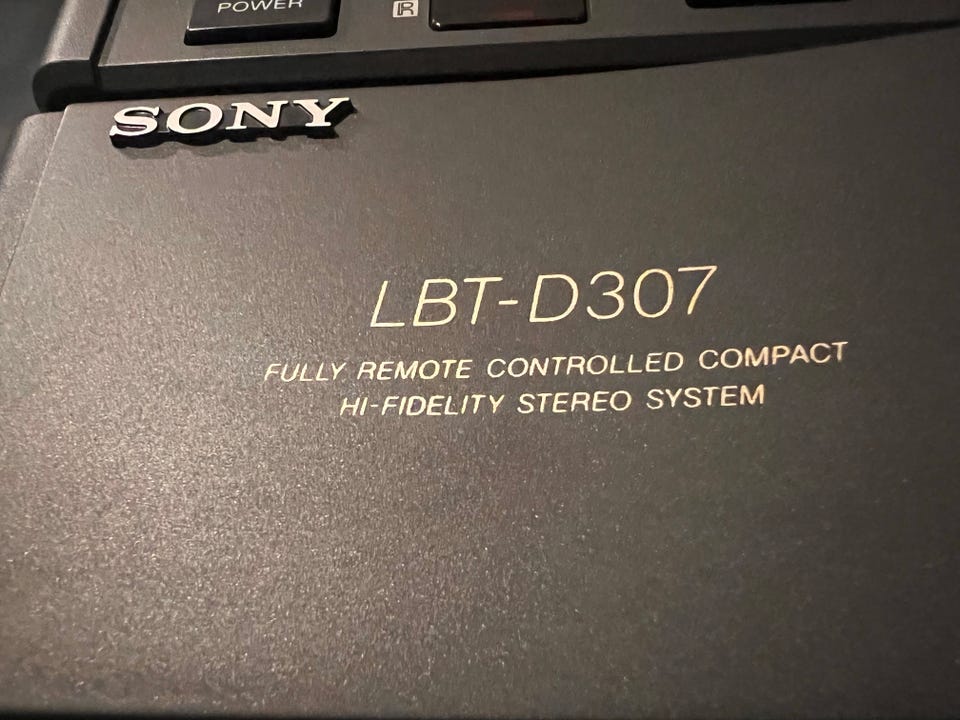 POWER
R
SONY
LBT-D307
FULLY REMOTE CONTROLLED COMPACT
HI-FIDELITY STEREO SYSTEM